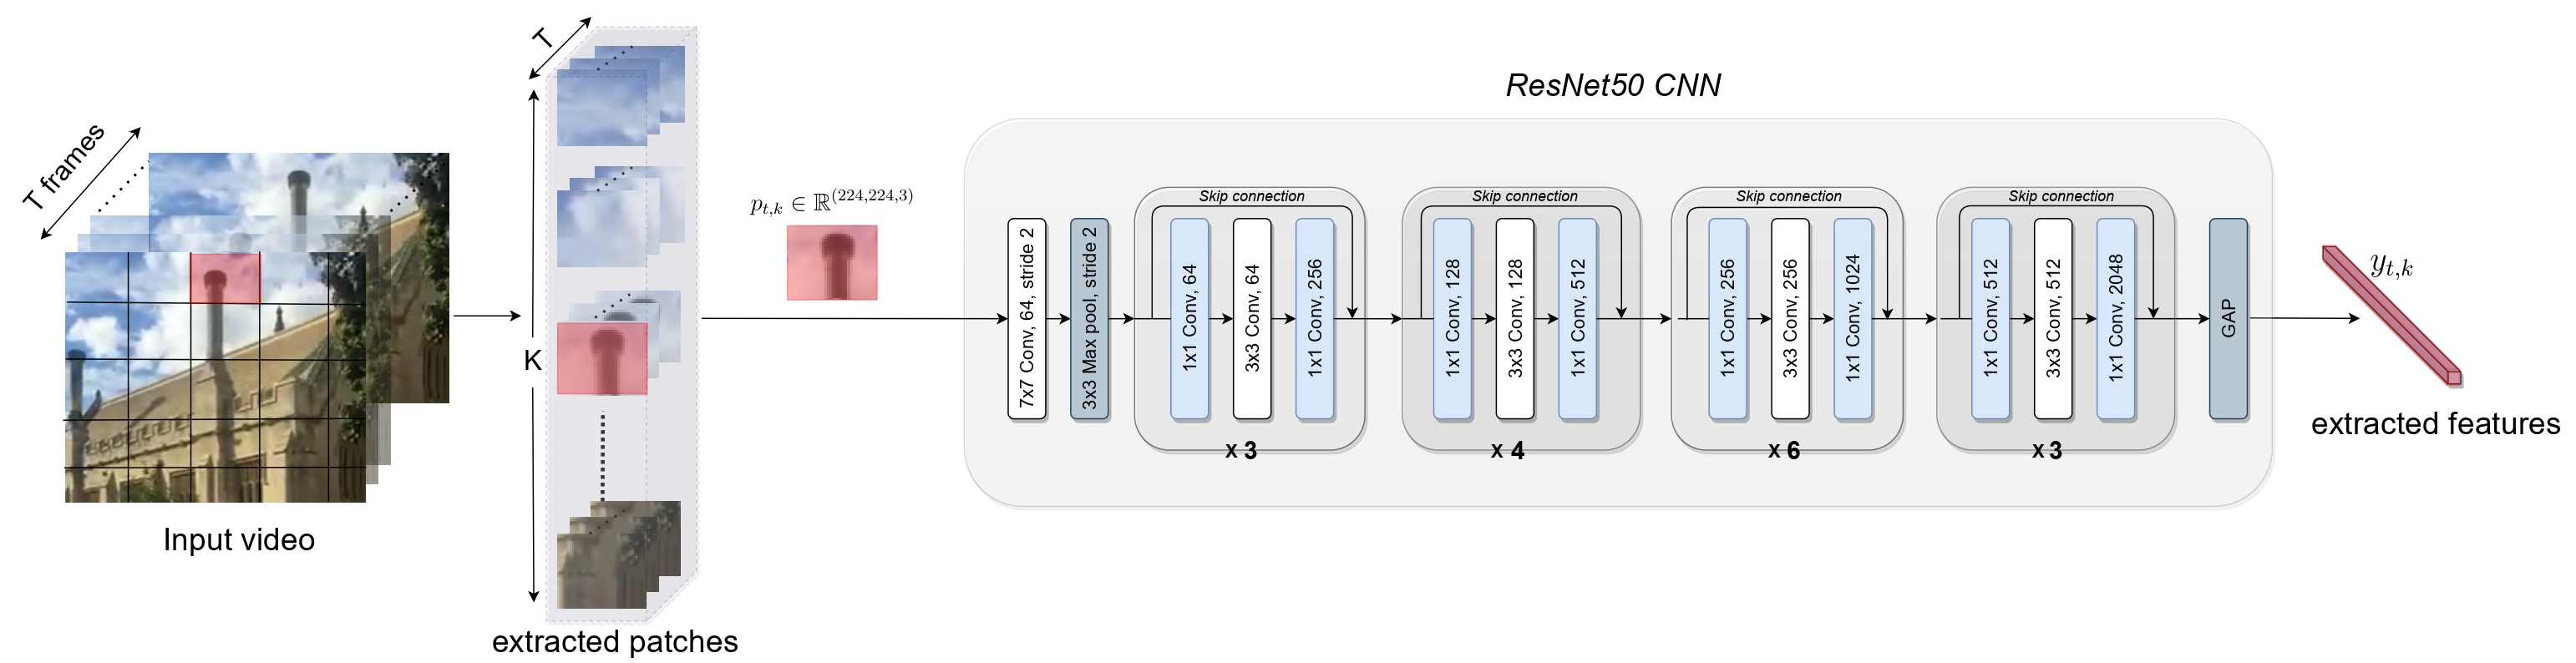 T frames
Input video
T
K
extracted patches
p_{t,k} ∈ ℝ^{(224,224,3)}
ResNet50 CNN
7x7 Conv, 64, stride 2
3x3 Max pool, stride 2
Skip connection
1x1 Conv, 64
3x3 Conv, 64
1x1 Conv, 256
x 3
Skip connection
1x1 Conv, 128
3x3 Conv, 128
1x1 Conv, 512
x 4
Skip connection
1x1 Conv, 256
3x3 Conv, 256
1x1 Conv, 1024
x 6
Skip connection
1x1 Conv, 512
3x3 Conv, 512
1x1 Conv, 2048
x 3
GAP
y_{t,k}
extracted features